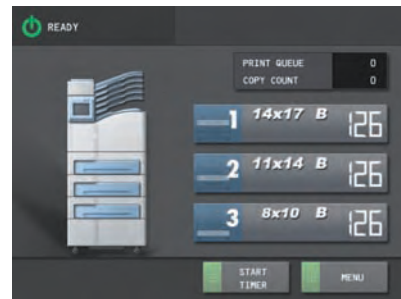 READY
PRINT QUEUE 0
COPY COUNT 0
1 14x17 B 126
2 11x14 B 126
3 8x10 B 126
START TIMER
MENU